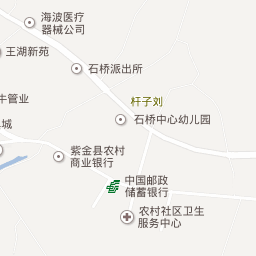 海波医疗
器械公司
王湖新苑
石桥派出所
牛管业
杆子刘
石桥中心幼儿园
城
紫金县农村
商业银行
中国邮政
储蓄银行
农村社区卫生
服务中心